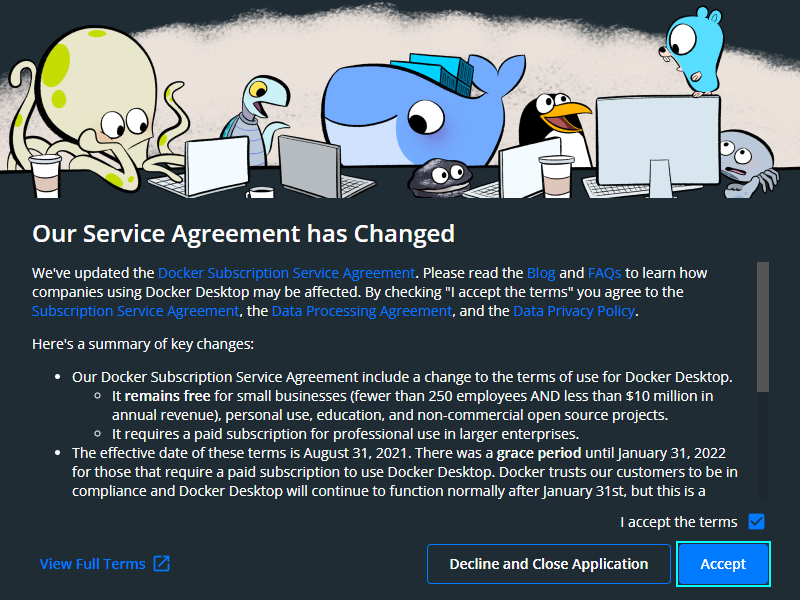 Our Service Agreement has Changed
We've updated the Docker Subscription Service Agreement. Please read the Blog and FAQs to learn how
companies using Docker Desktop may be affected. By checking "I accept the terms" you agree to the
Subscription Service Agreement, the Data Processing Agreement, and the Data Privacy Policy.
Here's a summary of key changes:
• Our Docker Subscription Service Agreement include a change to the terms of use for Docker Desktop.
◦ It remains free for small businesses (fewer than 250 employees AND less than $10 million in
annual revenue), personal use, education, and non-commercial open source projects.
◦ It requires a paid subscription for professional use in larger enterprises.
• The effective date of these terms is August 31, 2021. There was a grace period until January 31, 2022
for those that require a paid subscription to use Docker Desktop. Docker trusts our customers to be in
compliance and Docker Desktop will continue to function normally after January 31st, but this is a
I accept the terms
View Full Terms
Decline and Close Application
Accept